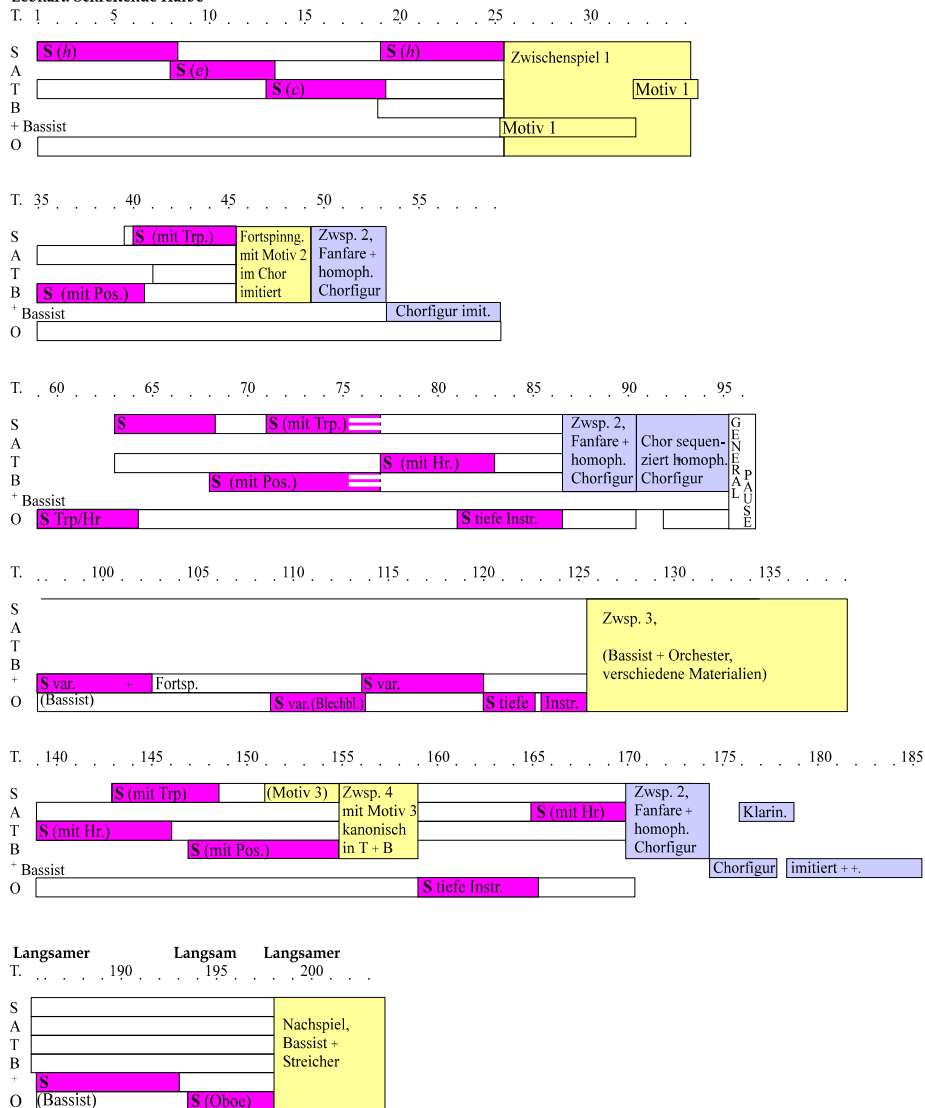 Lebhaft. Schreitende Halbe
T. 1 . . . 5 . . . . 10 . . . . 15 . . . . 20 . . . . 25 . . . . 30 . . . .
S S (h) S (h) Zwischenspiel 1
A S (e)
T S (c) Motiv 1
B
+ Bassist Motiv 1
O
T. 35 . . . . 40 . . . . 45 . . . . 50 . . . . 55 . . . .
S S (mit Trp.) Fortspinng. Zwsp. 2,
A mit Motiv 2 Fanfare +
T im Chor homoph.
B S (mit Pos.) imitiert Chorfigur
+ Bassist Chorfigur imit.
O
T. 60 . . . . 65 . . . . 70 . . . . 75 . . . . 80 . . . . 85 . . . . 90 . . . . 95 .
S S S (mit Trp.) Zwsp. 2, GENERAL
A Fanfare + Chor sequen-
T S (mit Hr.) homoph. ziert homoph. PAUSE
B S (mit Pos.) Chorfigur Chorfigur
+ Bassist
O S Trp/Hr S tiefe Instr.
T. . . . 100 . . . . 105 . . . . 110 . . . . 115 . . . . 120 . . . . 125 . . . . 130 . . . . 135 . . . .
S Zwsp. 3,
A
T (Bassist + Orchester,
B verschiedene Materialien)
+ S var. + Fortsp. S var.
O (Bassist) S var.(Blechbl.) S tiefe Instr.
T. 140 . . . . 145 . . . . 150 . . . . 155 . . . . 160 . . . . 165 . . . . 170 . . . . 175 . . . . 180 . . . . 185
S S (mit Trp) (Motiv 3) Zwsp. 4 Zwsp. 2,
A mit Motiv 3 S (mit Hr) Fanfare + Klarin.
T S (mit Hr.) kanonisch homoph.
B S (mit Pos.) in T + B Chorfigur
+ Bassist Chorfigur imitiert ++.
O S tiefe Instr.
Langsamer Langsam Langsamer
T. . . . 190 . . . . 195 . . . . 200 . . .
S
A Nachspiel,
T Bassist +
B Streicher
+ S
O (Bassist) S (Oboe)